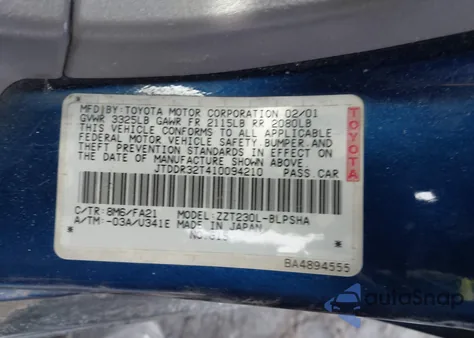 MFD|BY:TOYOTA MOTOR CORPORATION 02/01
GVWR 3325LB GAWR FR 2115LB RR 2080LB
THIS VEHICLE CONFORMS TO ALL APPLICABLE
FEDERAL MOTOR VEHICLE SAFETY, BUMPER, AND
THEFT PREVENTION STANDARDS IN EFFECT ON
THE DATE OF MANUFACTURE SHOWN ABOVE.
JTDDR32T410094210 PASS.CAR
TOYOTA
C/TR: 8M6/FA21 MODEL: ZZT230L-BLPSHA
A/TM: -03A/U341E MADE IN JAPAN
NO.
BA4894555
autoSnap